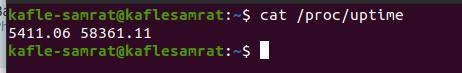 kafle-samrat@kaflesamrat:~$ cat /proc/uptime
5411.06 58361.11
kafle-samrat@kaflesamrat:~$